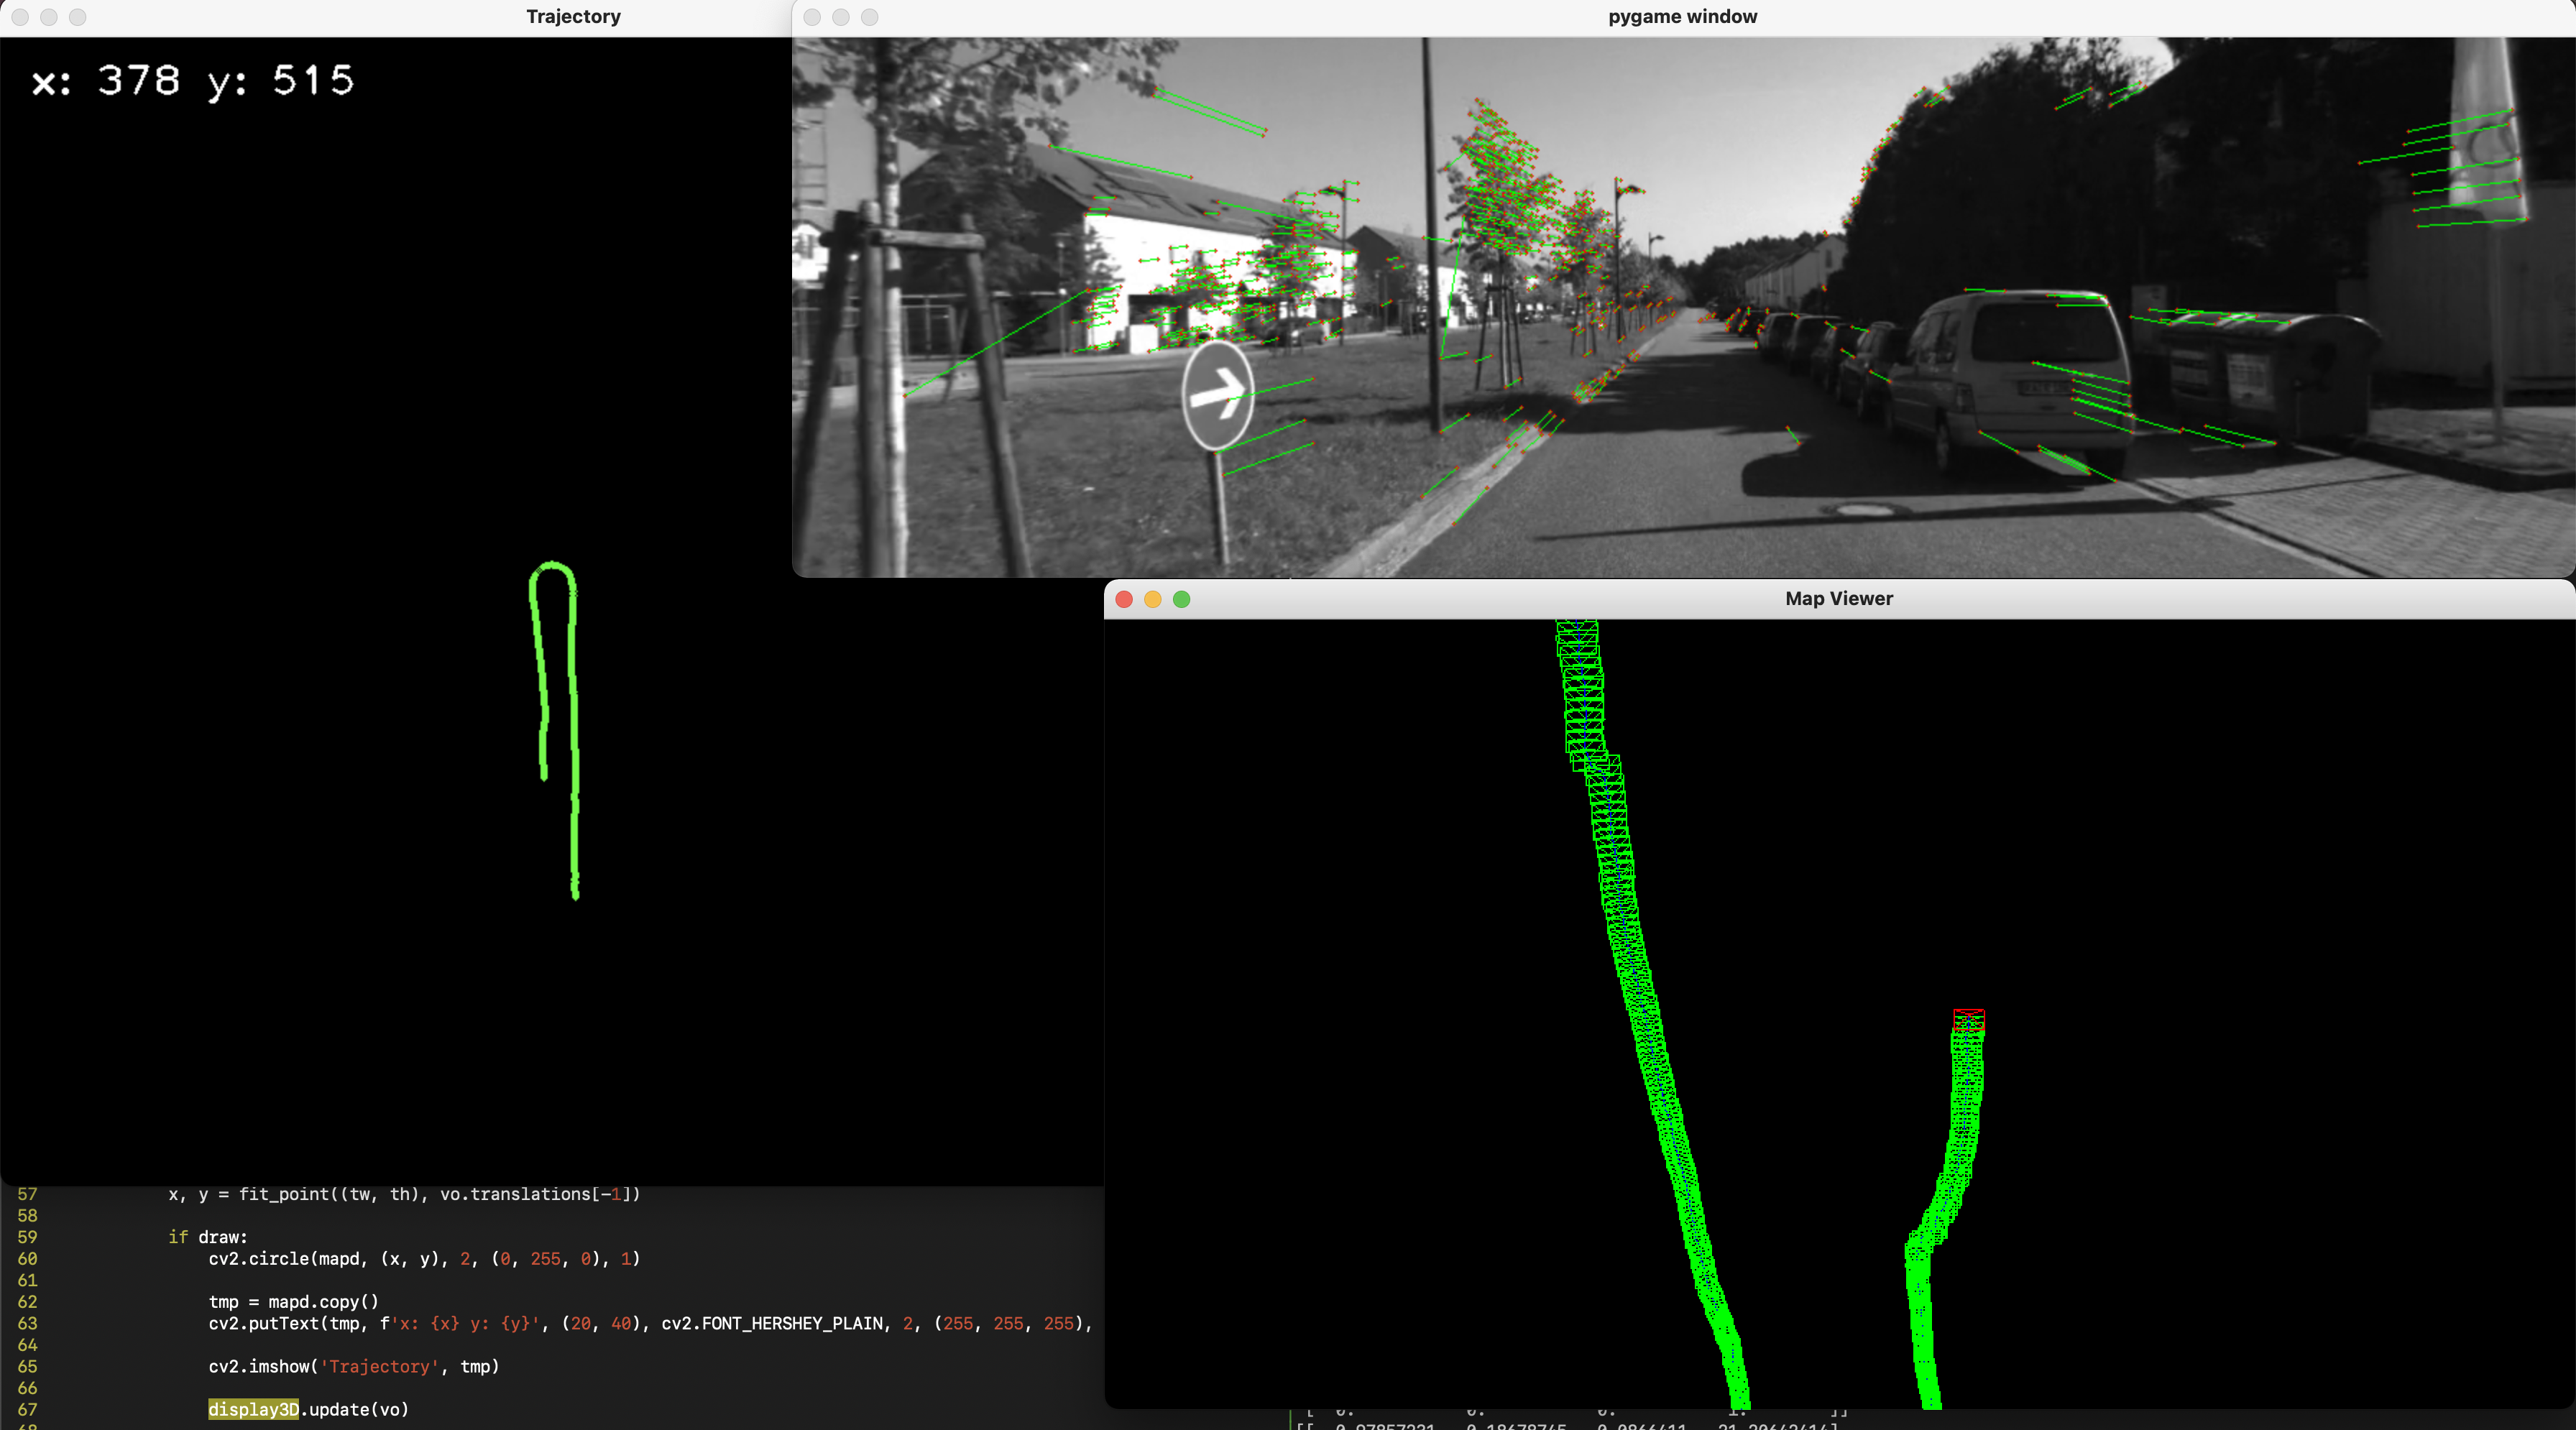 Trajectory
pygame window
x: 378 y: 515
Map Viewer
57 x, y = fit_point((tw, th), vo.translations[-1])
58
59 if draw:
60 cv2.circle(mapd, (x, y), 2, (0, 255, 0), 1)
61
62 tmp = mapd.copy()
63 cv2.putText(tmp, f'x: {x} y: {y}', (20, 40), cv2.FONT_HERSHEY_PLAIN, 2, (255, 255, 255),
64
65 cv2.imshow('Trajectory', tmp)
66
67 display3D.update(vo)